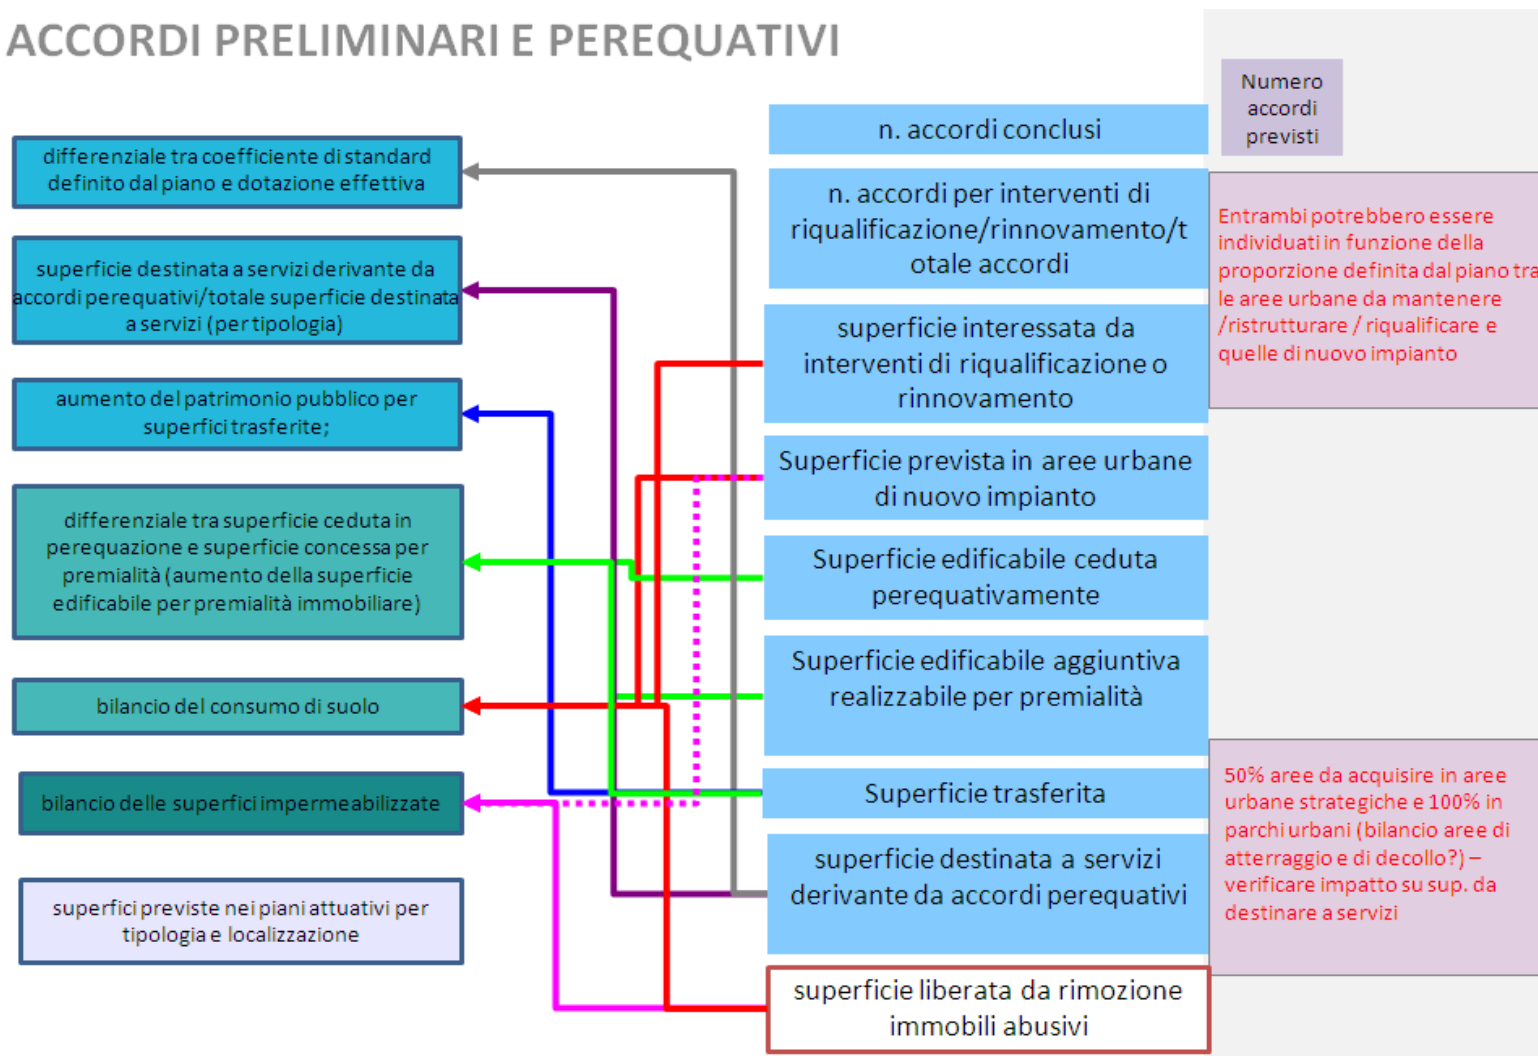 ACCORDI PRELIMINARI E PEREQUATIVI
differenziale tra coefficiente di standard
definito dal piano e dotazione effettiva
superficie destinata a servizi derivante da
accordi perequativi/totale superficie destinata
a servizi (per tipologia)
aumento del patrimonio pubblico per
superfici trasferite;
differenziale tra superficie ceduta in
perequazione e superficie concessa per
premialità (aumento della superficie
edificabile per premialità immobiliare)
bilancio del consumo di suolo
bilancio delle superfici impermeabilizzate
superfici previste nei piani attuativi per
tipologia e localizzazione
n. accordi conclusi
n. accordi per interventi di
riqualificazione/rinnovamento/t
otale accordi
superficie interessata da
interventi di riqualificazione o
rinnovamento
Superficie prevista in aree urbane
di nuovo impianto
Superficie edificabile ceduta
perequativamente
Superficie edificabile aggiuntiva
realizzabile per premialità
Superficie trasferita
superficie destinata a servizi
derivante da accordi perequativi
superficie liberata da rimozione
immobili abusivi
Numero
accordi
previsti
Entrambi potrebbero essere
individuati in funzione della
proporzione definita dal piano tra
le aree urbane da mantenere
/ristrutturare / riqualificare e
quelle di nuovo impianto
50% aree da acquisire in aree
urbane strategiche e 100% in
parchi urbani (bilancio aree di
atterraggio e di decollo?) –
verificare impatto su sup. da
destinare a servizi